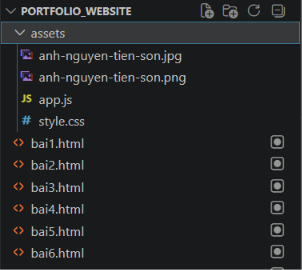 PORTFOLIO_WEBSITE
assets
anh-nguyen-tien-son.jpg
anh-nguyen-tien-son.png
JS app.js
# style.css
<> bai1.html
<> bai2.html
<> bai3.html
<> bai4.html
<> bai5.html
<> bai6.html